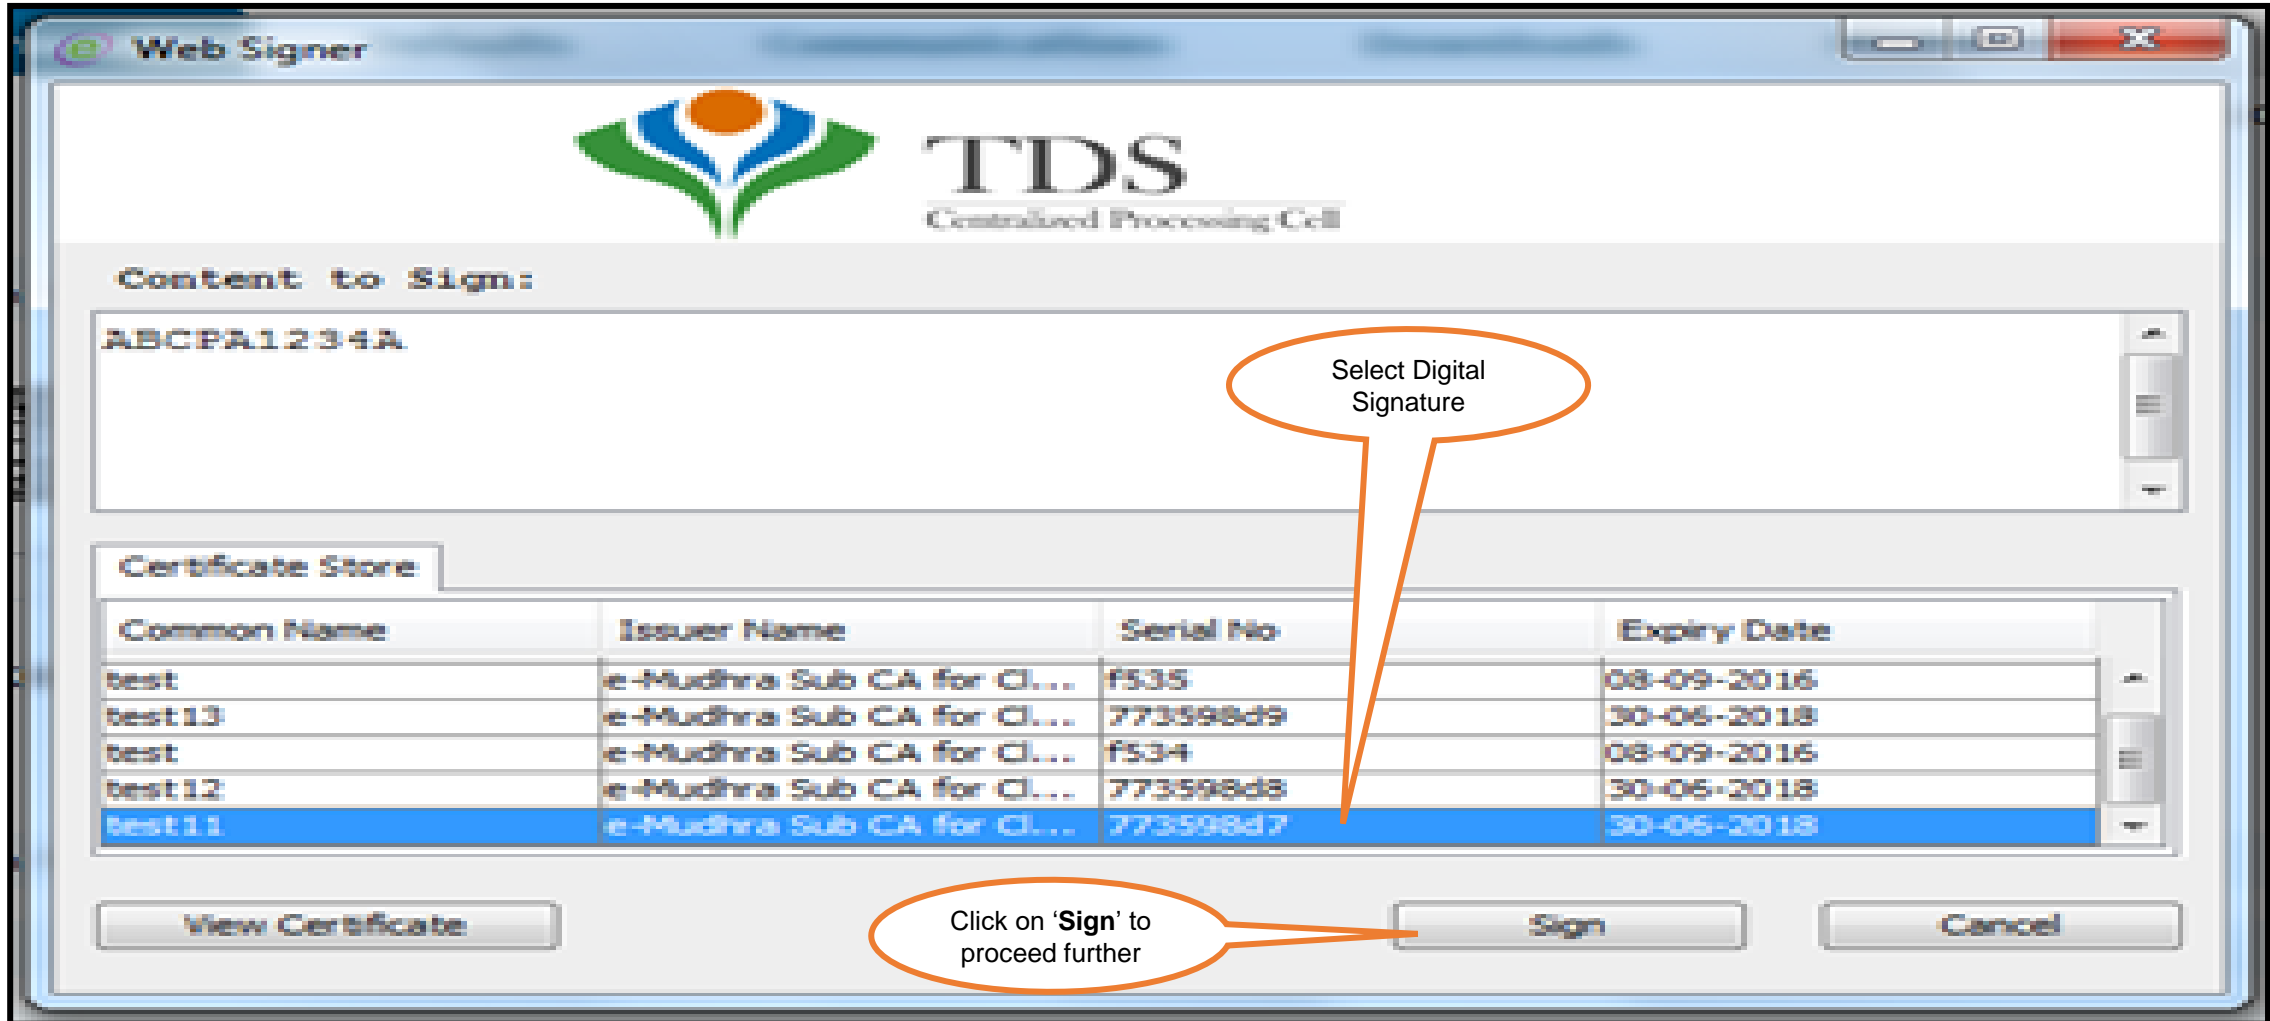 Web Signer
TDS
Centralized Processing Cell
Content to Sign:
ABCPA1234A
Select Digital
Signature
Certificate Store
Common Name Issuer Name Serial No Expiry Date
test e-Mudhra Sub CA for Cl.... f535 08-09-2016
test13 e-Mudhra Sub CA for Cl.... 773598d9 30-06-2018
test e-Mudhra Sub CA for Cl.... f534 08-09-2016
test12 e-Mudhra Sub CA for Cl.... 773598d8 30-06-2018
test11 e-Mudhra Sub CA for Cl.... 773598d7 30-06-2018
View Certificate
Click on ‘Sign’ to
proceed further
Sign
Cancel